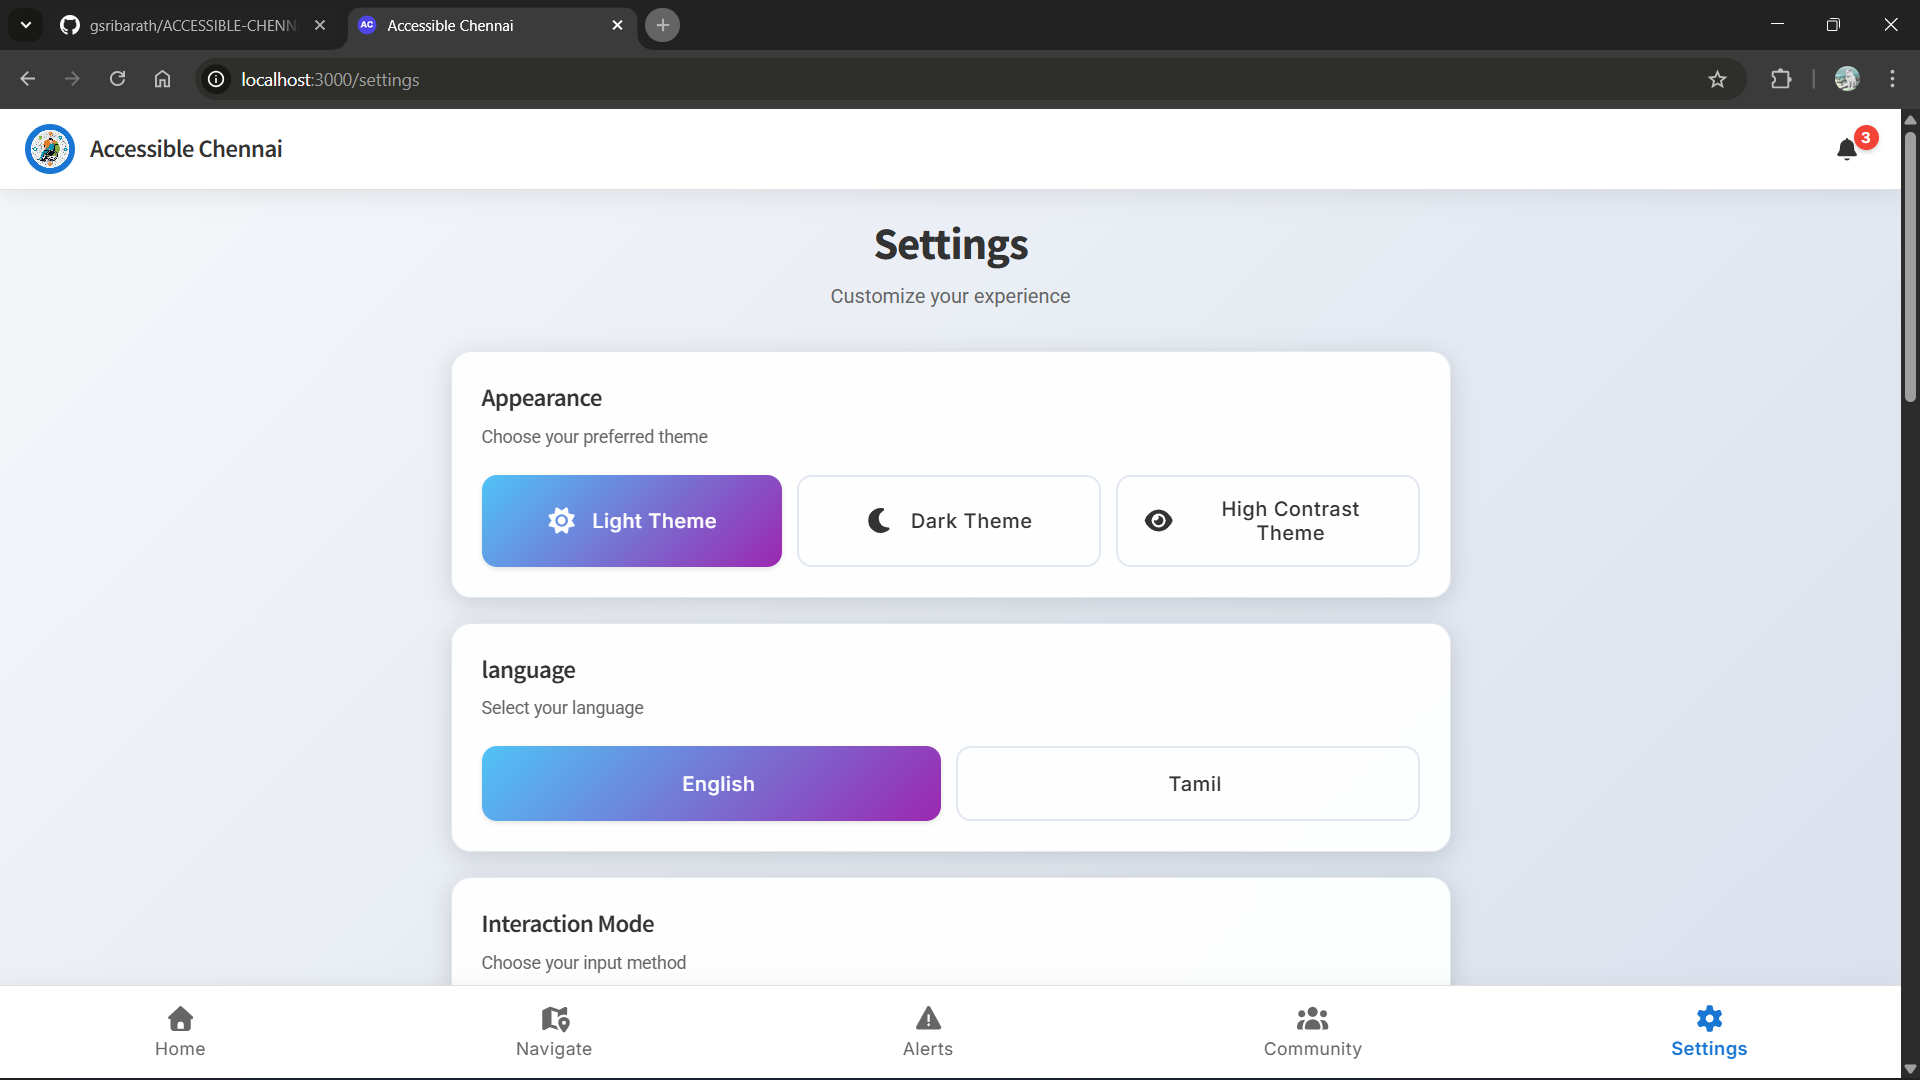 gsribarath/ACCESSIBLE-CHENN
AC
Accessible Chennai
localhost:3000/settings
Accessible Chennai
3
Settings
Customize your experience
Appearance
Choose your preferred theme
Light Theme
Dark Theme
High Contrast
Theme
language
Select your language
English
Tamil
Interaction Mode
Choose your input method
Home
Navigate
Alerts
Community
Settings